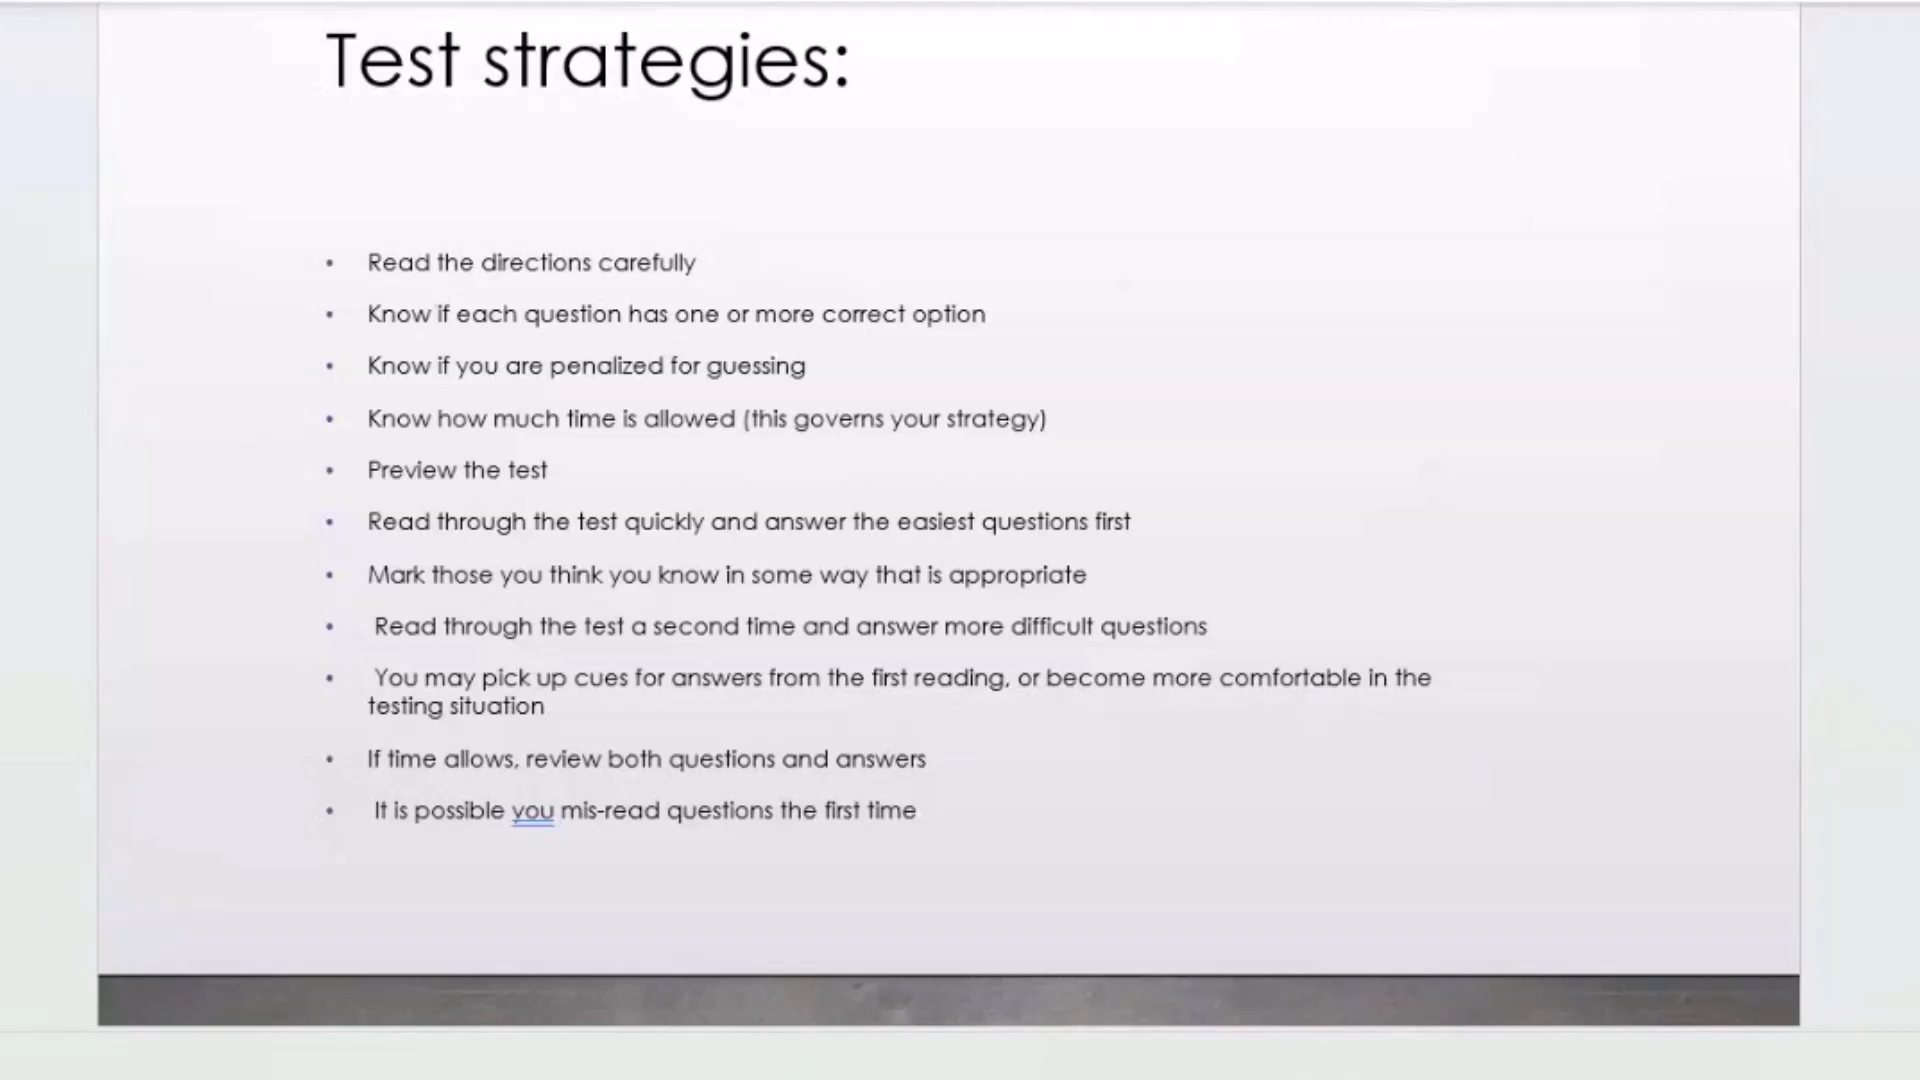 Test strategies:
• Read the directions carefully
• Know if each question has one or more correct option
• Know if you are penalized for guessing
• Know how much time is allowed (this governs your strategy)
• Preview the test
• Read through the test quickly and answer the easiest questions first
• Mark those you think you know in some way that is appropriate
• Read through the test a second time and answer more difficult questions
• You may pick up cues for answers from the first reading, or become more comfortable in the
testing situation
• If time allows, review both questions and answers
• It is possible you mis-read questions the first time